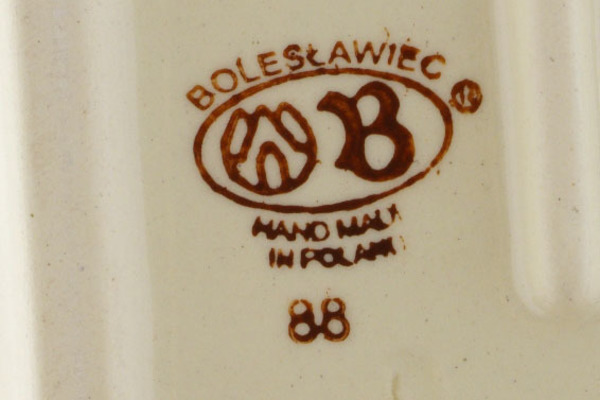 BOLESŁAWIEC ®
B
HAND MADE
IN POLAND
88